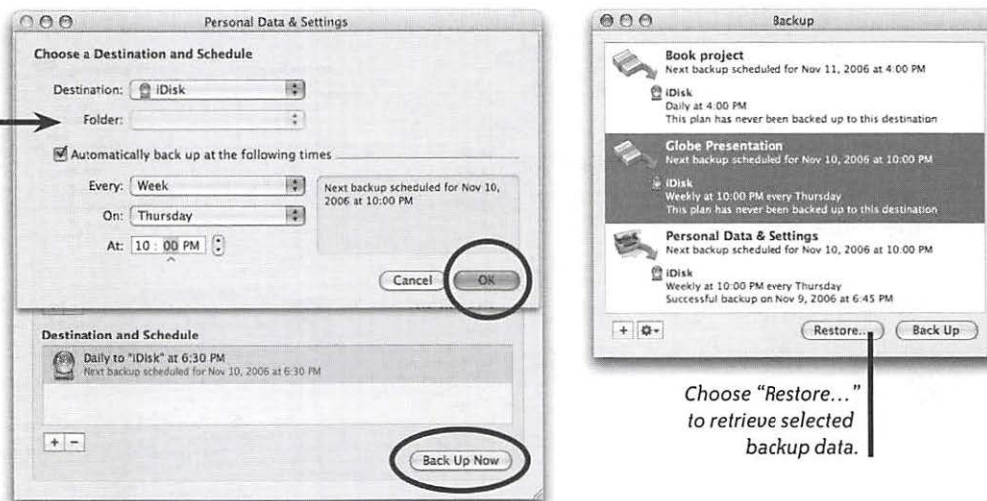 Personal Data & Settings
Choose a Destination and Schedule
Destination: iDisk
Folder:
Automatically back up at the following times
Every: Week
On: Thursday
At: 10 : 00 PM
Next backup scheduled for Nov 10,
2006 at 10:00 PM
Cancel OK
Destination and Schedule
Daily to "iDisk" at 6:30 PM
Next backup scheduled for Nov 10, 2006 at 6:30 PM
+ −
Back Up Now
Backup
Book project
Next backup scheduled for Nov 11, 2006 at 4:00 PM
iDisk
Daily at 4:00 PM
This plan has never been backed up to this destination
Globe Presentation
Next backup scheduled for Nov 10, 2006 at 10:00 PM
iDisk
Weekly at 10:00 PM every Thursday
This plan has never been backed up to this destination
Personal Data & Settings
Next backup scheduled for Nov 10, 2006 at 10:00 PM
iDisk
Weekly at 10:00 PM every Thursday
Successful backup on Nov 9, 2006 at 6:45 PM
+
Restore... Back Up
Choose “Restore…”
to retrieve selected
backup data.